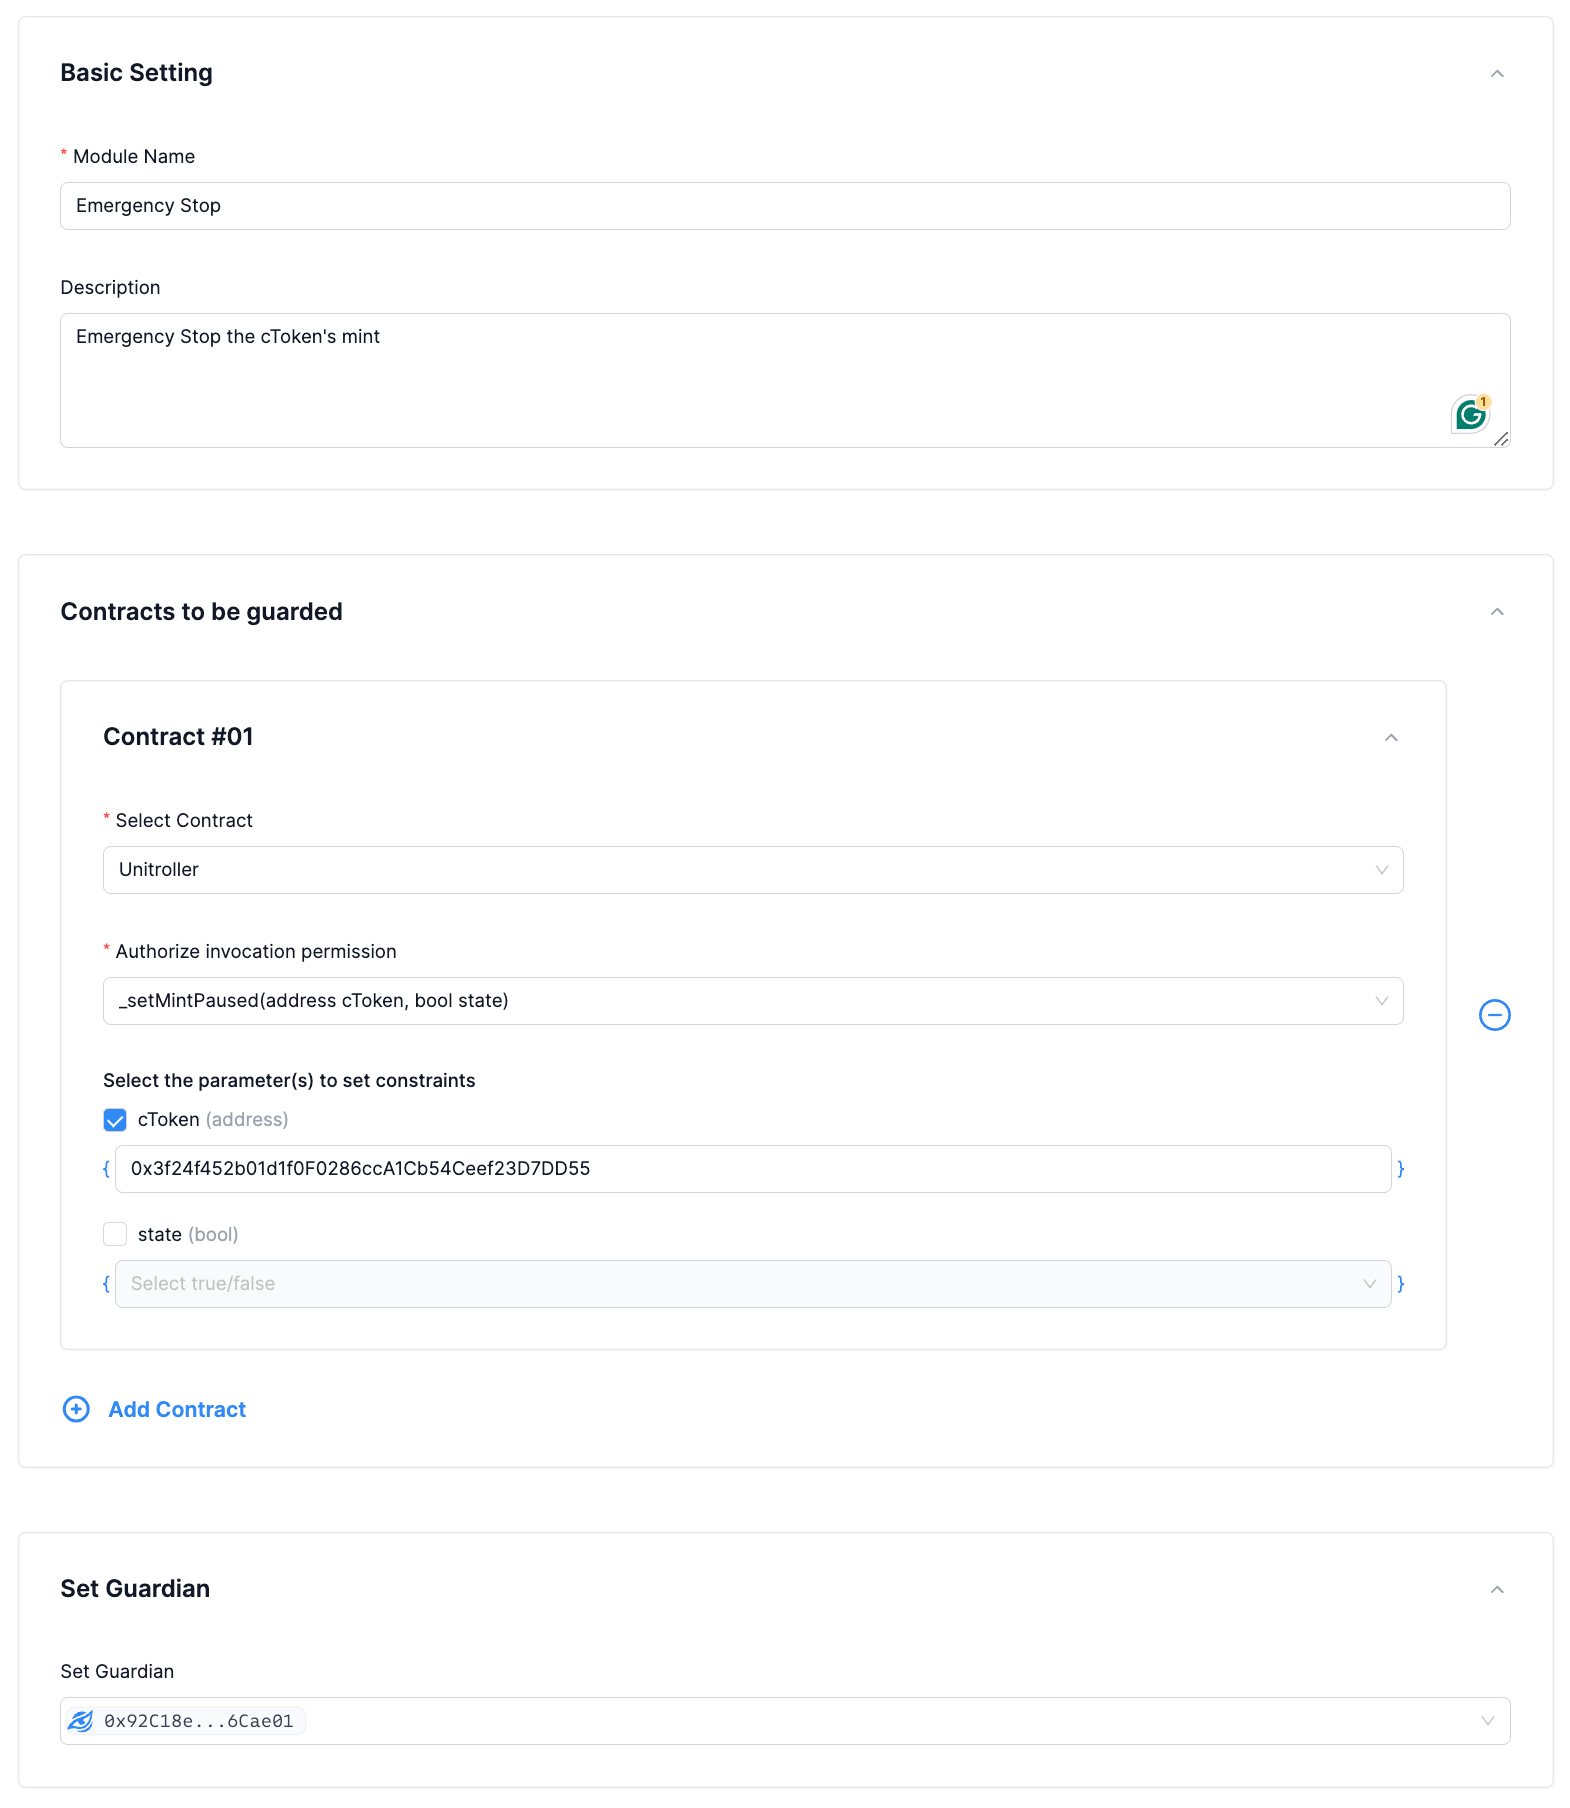 Basic Setting
* Module Name
Emergency Stop
Description
Emergency Stop the cToken's mint
1
Contracts to be guarded
Contract #01
* Select Contract
Unitroller
* Authorize invocation permission
_setMintPaused(address cToken, bool state)
Select the parameter(s) to set constraints
cToken (address)
{ 0x3f24f452b01d1f0F0286ccA1Cb54Ceef23D7DD55 }
state (bool)
{ Select true/false }
Add Contract
Set Guardian
Set Guardian
0x92C18e...6Cae01